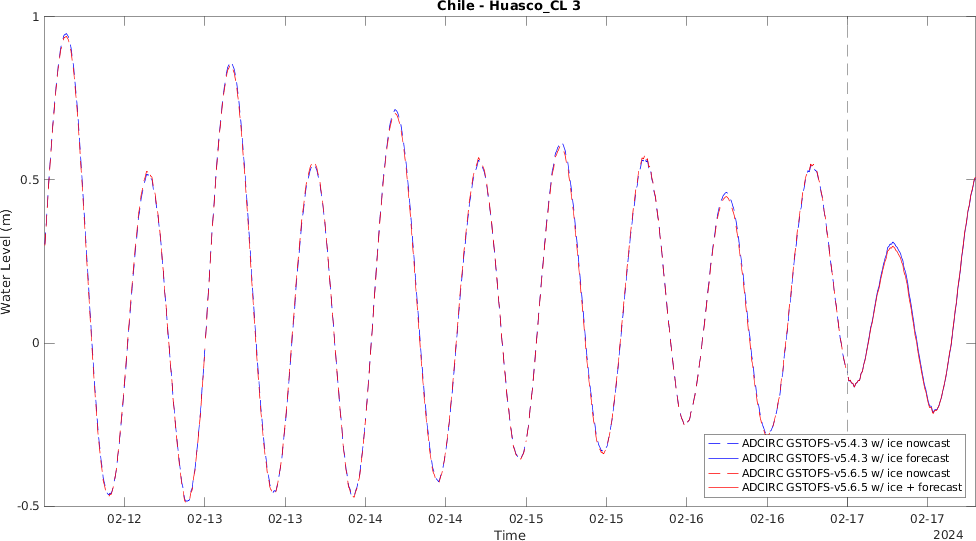 Chile - Huasco_CL 3
1
0.5
0
-0.5
Water Level (m)
02-12
02-13
02-13
02-14
02-14
02-15
02-15
02-16
02-16
02-17
02-17
Time
2024
ADCIRC GSTOFS-v5.4.3 w/ ice nowcast
ADCIRC GSTOFS-v5.4.3 w/ ice forecast
ADCIRC GSTOFS-v5.6.5 w/ ice nowcast
ADCIRC GSTOFS-v5.6.5 w/ ice + forecast